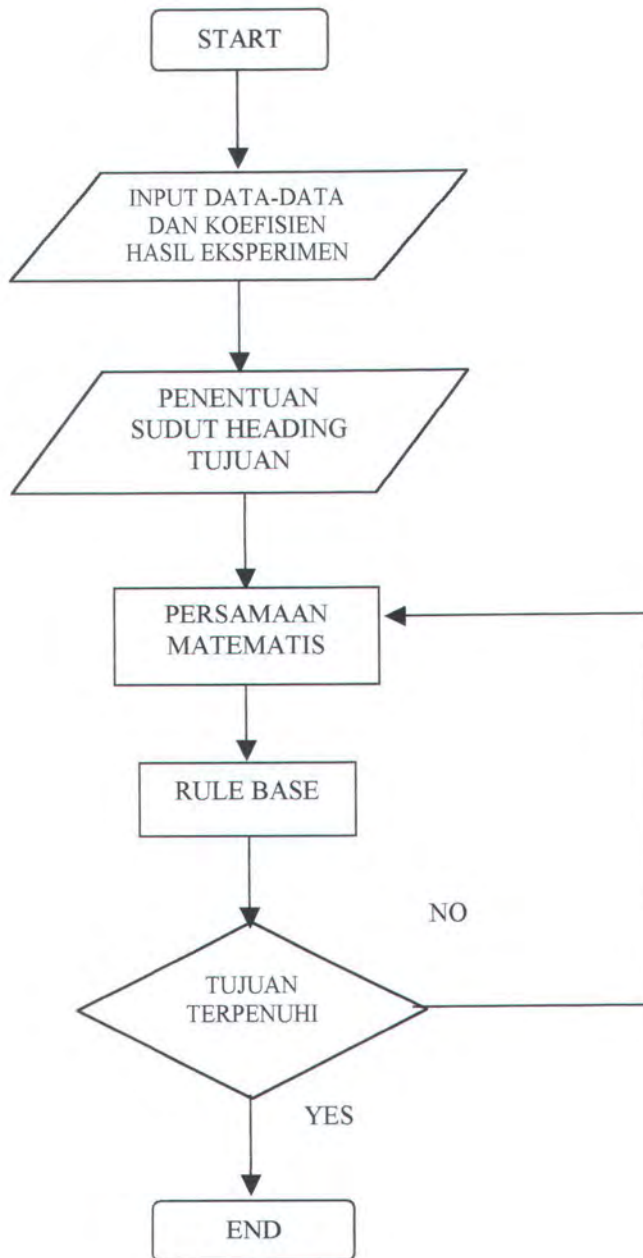 START
INPUT DATA-DATA
DAN KOEFISIEN
HASIL EKSPERIMEN
PENENTUAN
SUDUT HEADING
TUJUAN
PERSAMAAN
MATEMATIS
RULE BASE
NO
TUJUAN
TERPENUHI
YES
END